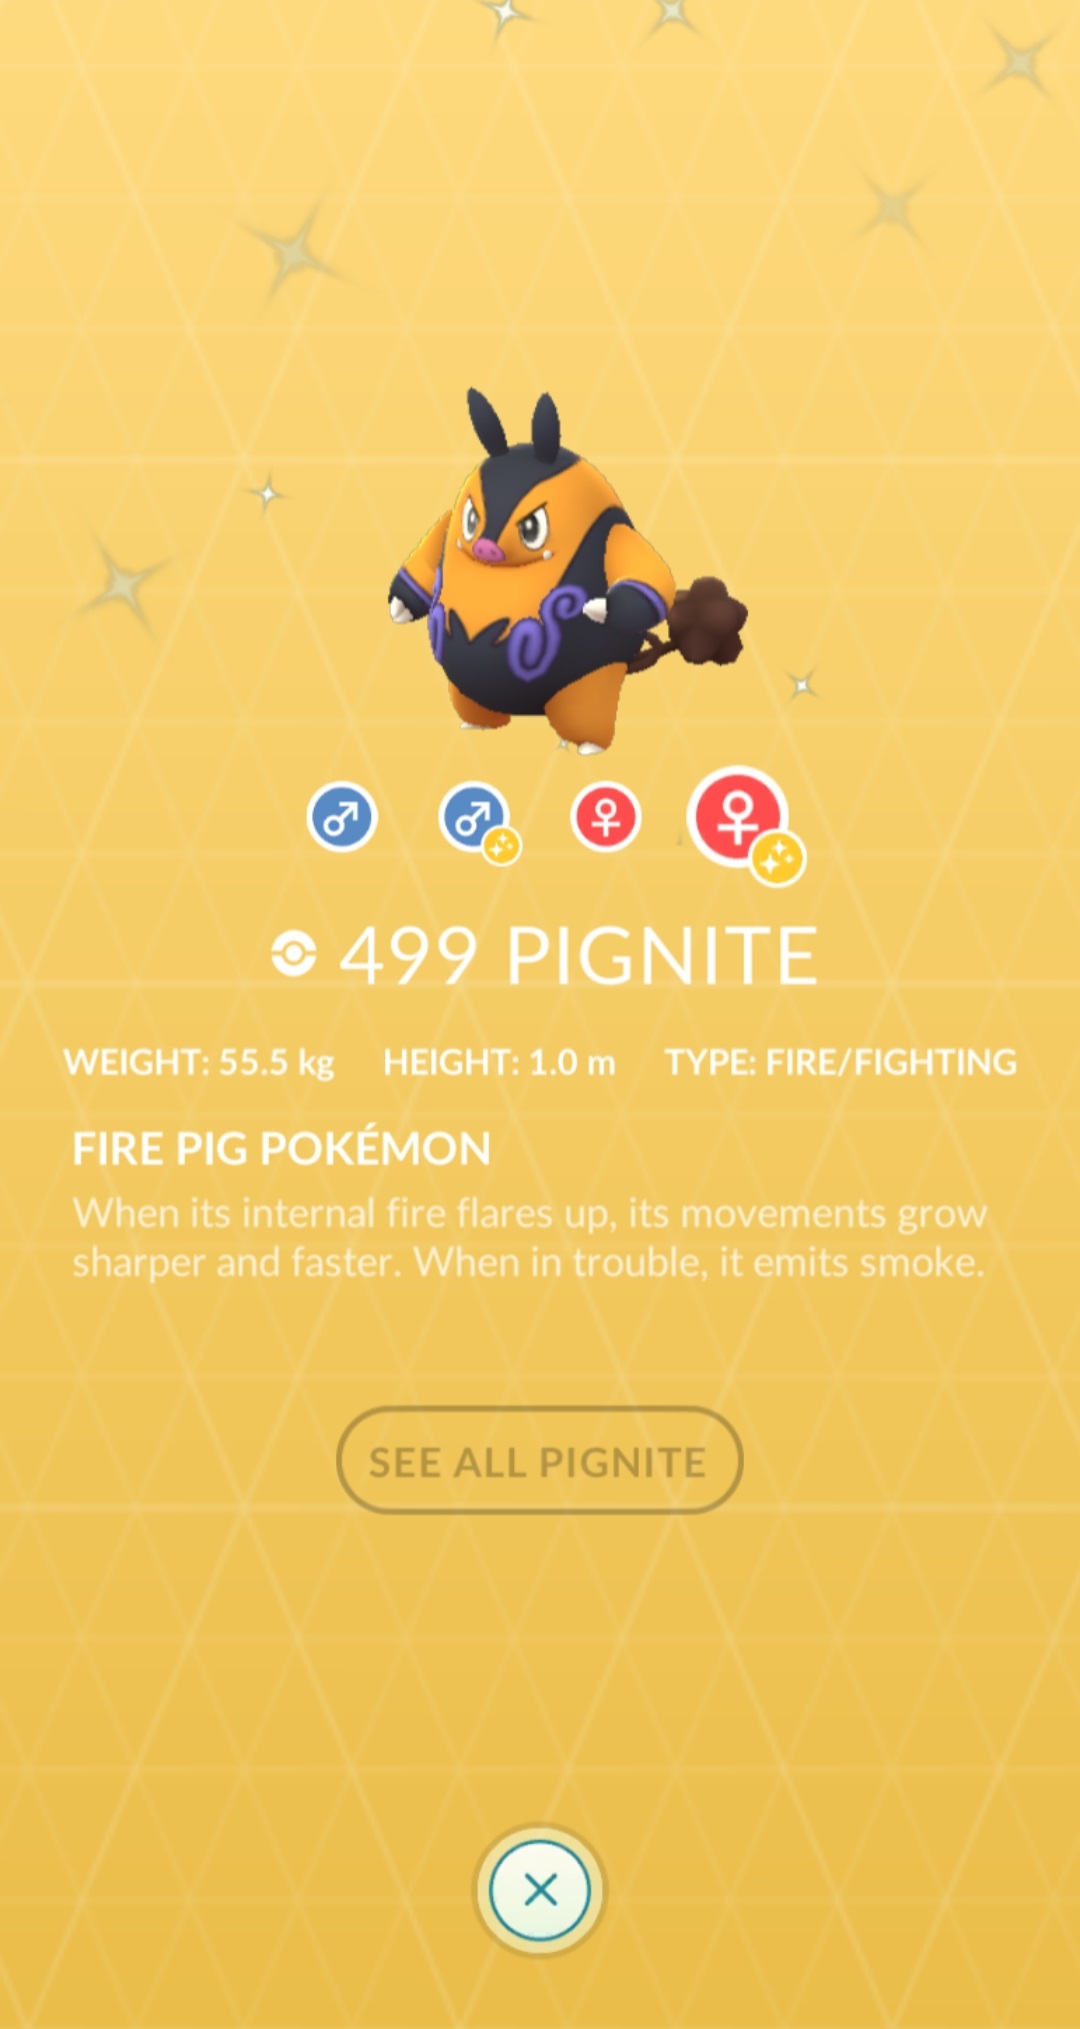 499 PIGNITE
WEIGHT: 55.5 kg HEIGHT: 1.0 m TYPE: FIRE/FIGHTING
FIRE PIG POKÉMON
When its internal fire flares up, its movements grow
sharper and faster. When in trouble, it emits smoke.
SEE ALL PIGNITE